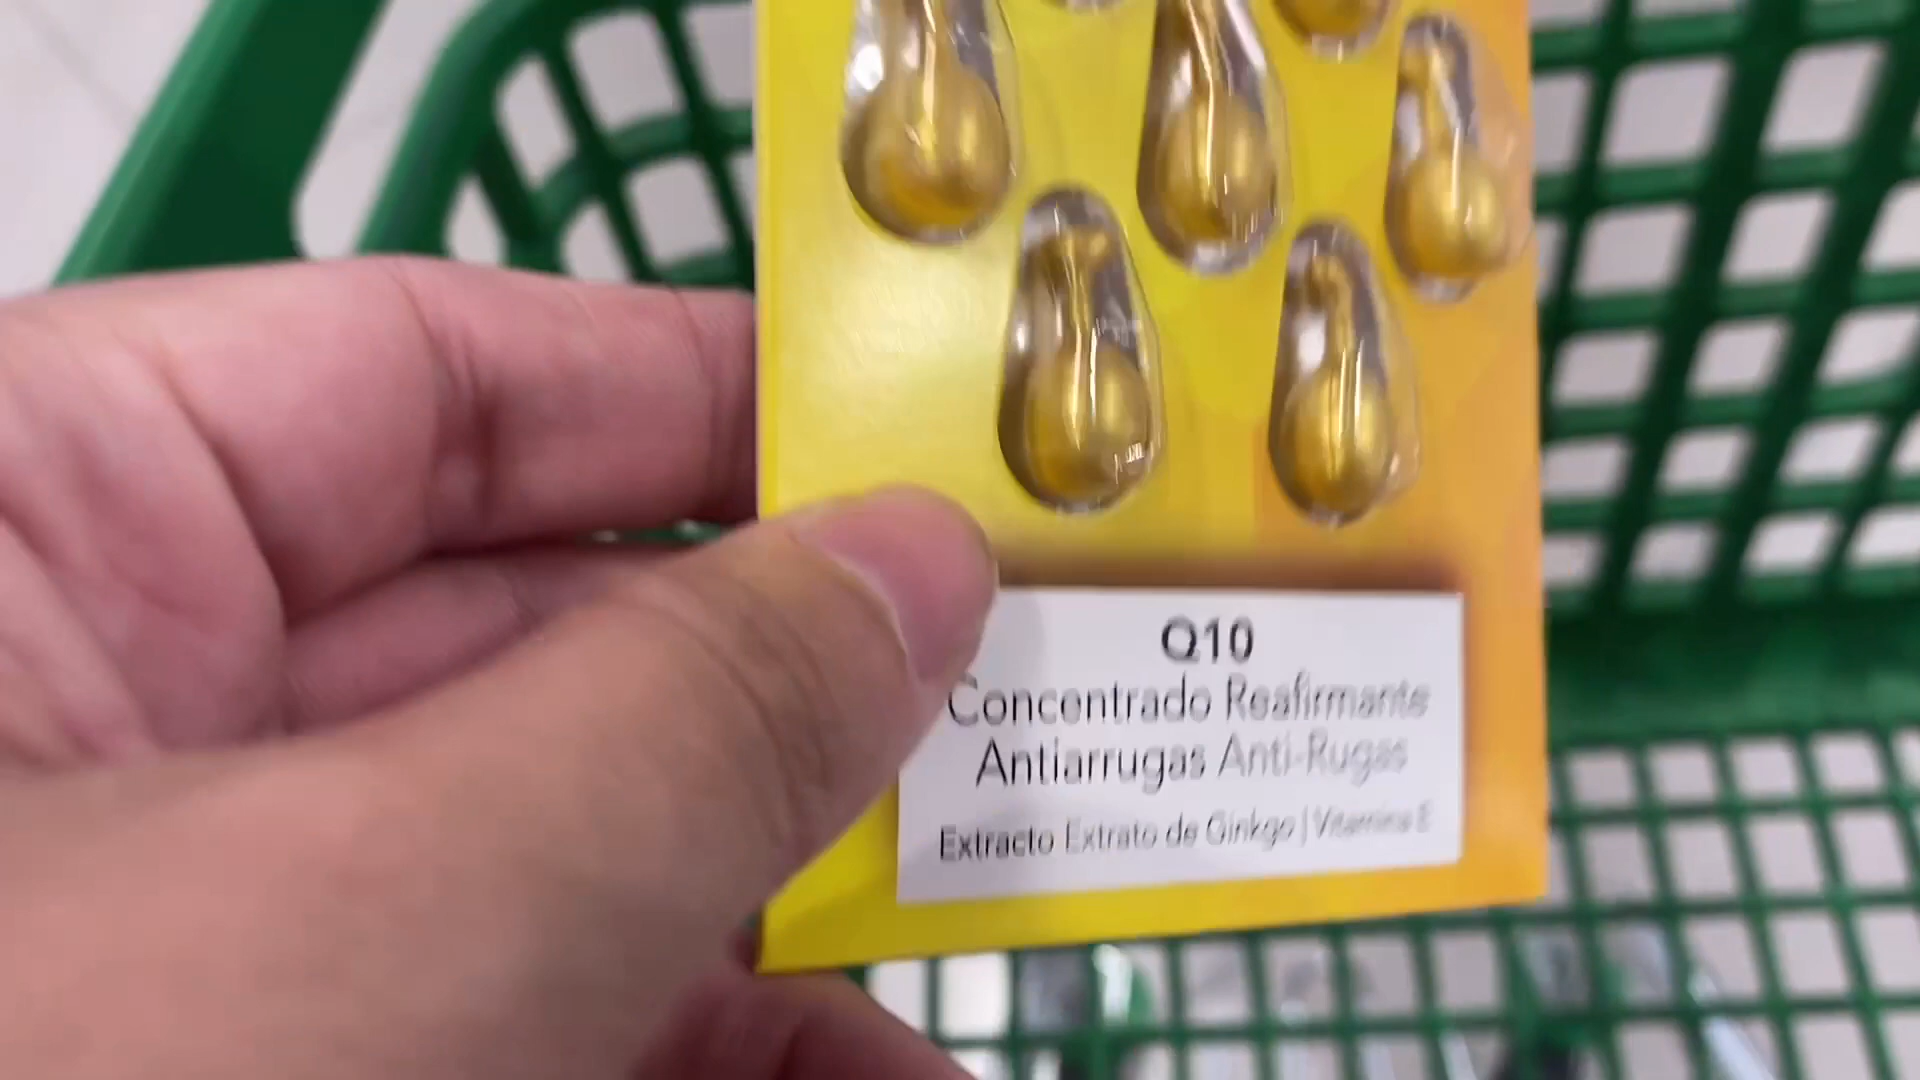 Q10
Concentrado Reafirmante
Antiarrugas Anti-Rugas
Extracto Extrato de Ginkgo | Vitamina E